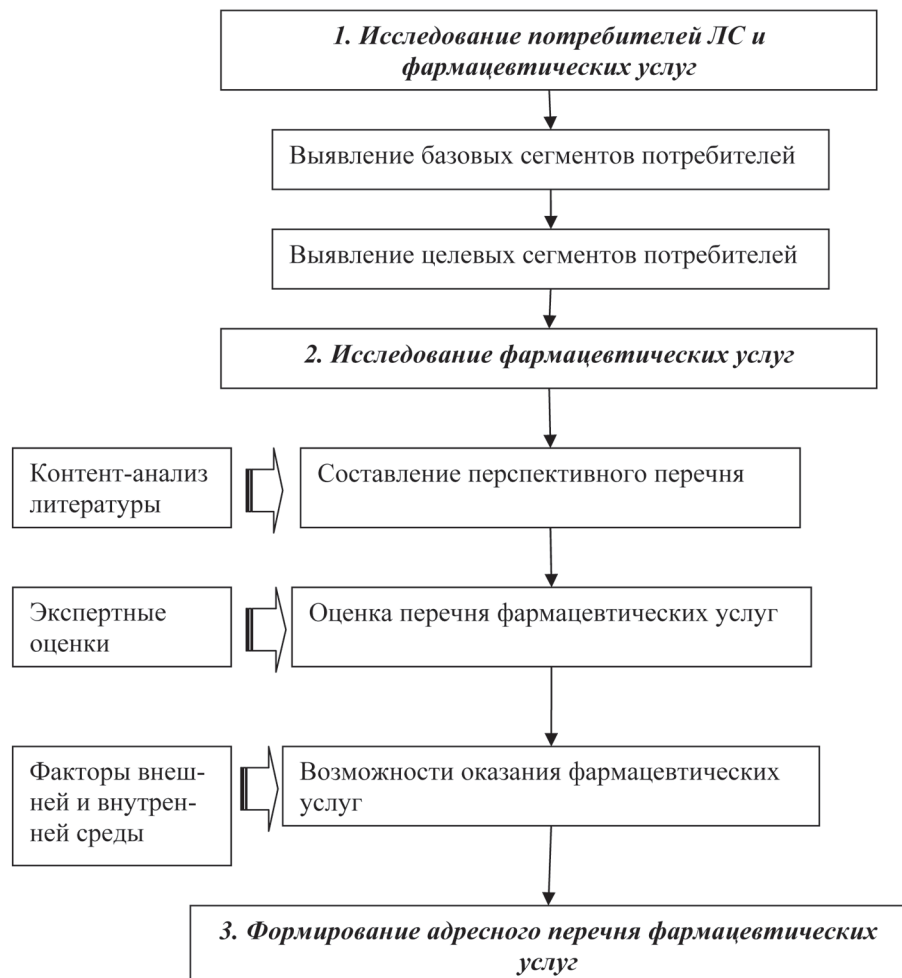 1. Исследование потребителей ЛС и
фармацевтических услуг
Выявление базовых сегментов потребителей
Выявление целевых сегментов потребителей
2. Исследование фармацевтических услуг
Контент-анализ
литературы
Составление перспективного перечня
Экспертные
оценки
Оценка перечня фармацевтических услуг
Факторы внеш-
ней и внутрен-
ней среды
Возможности оказания фармацевтических
услуг
3. Формирование адресного перечня фармацевтических
услуг